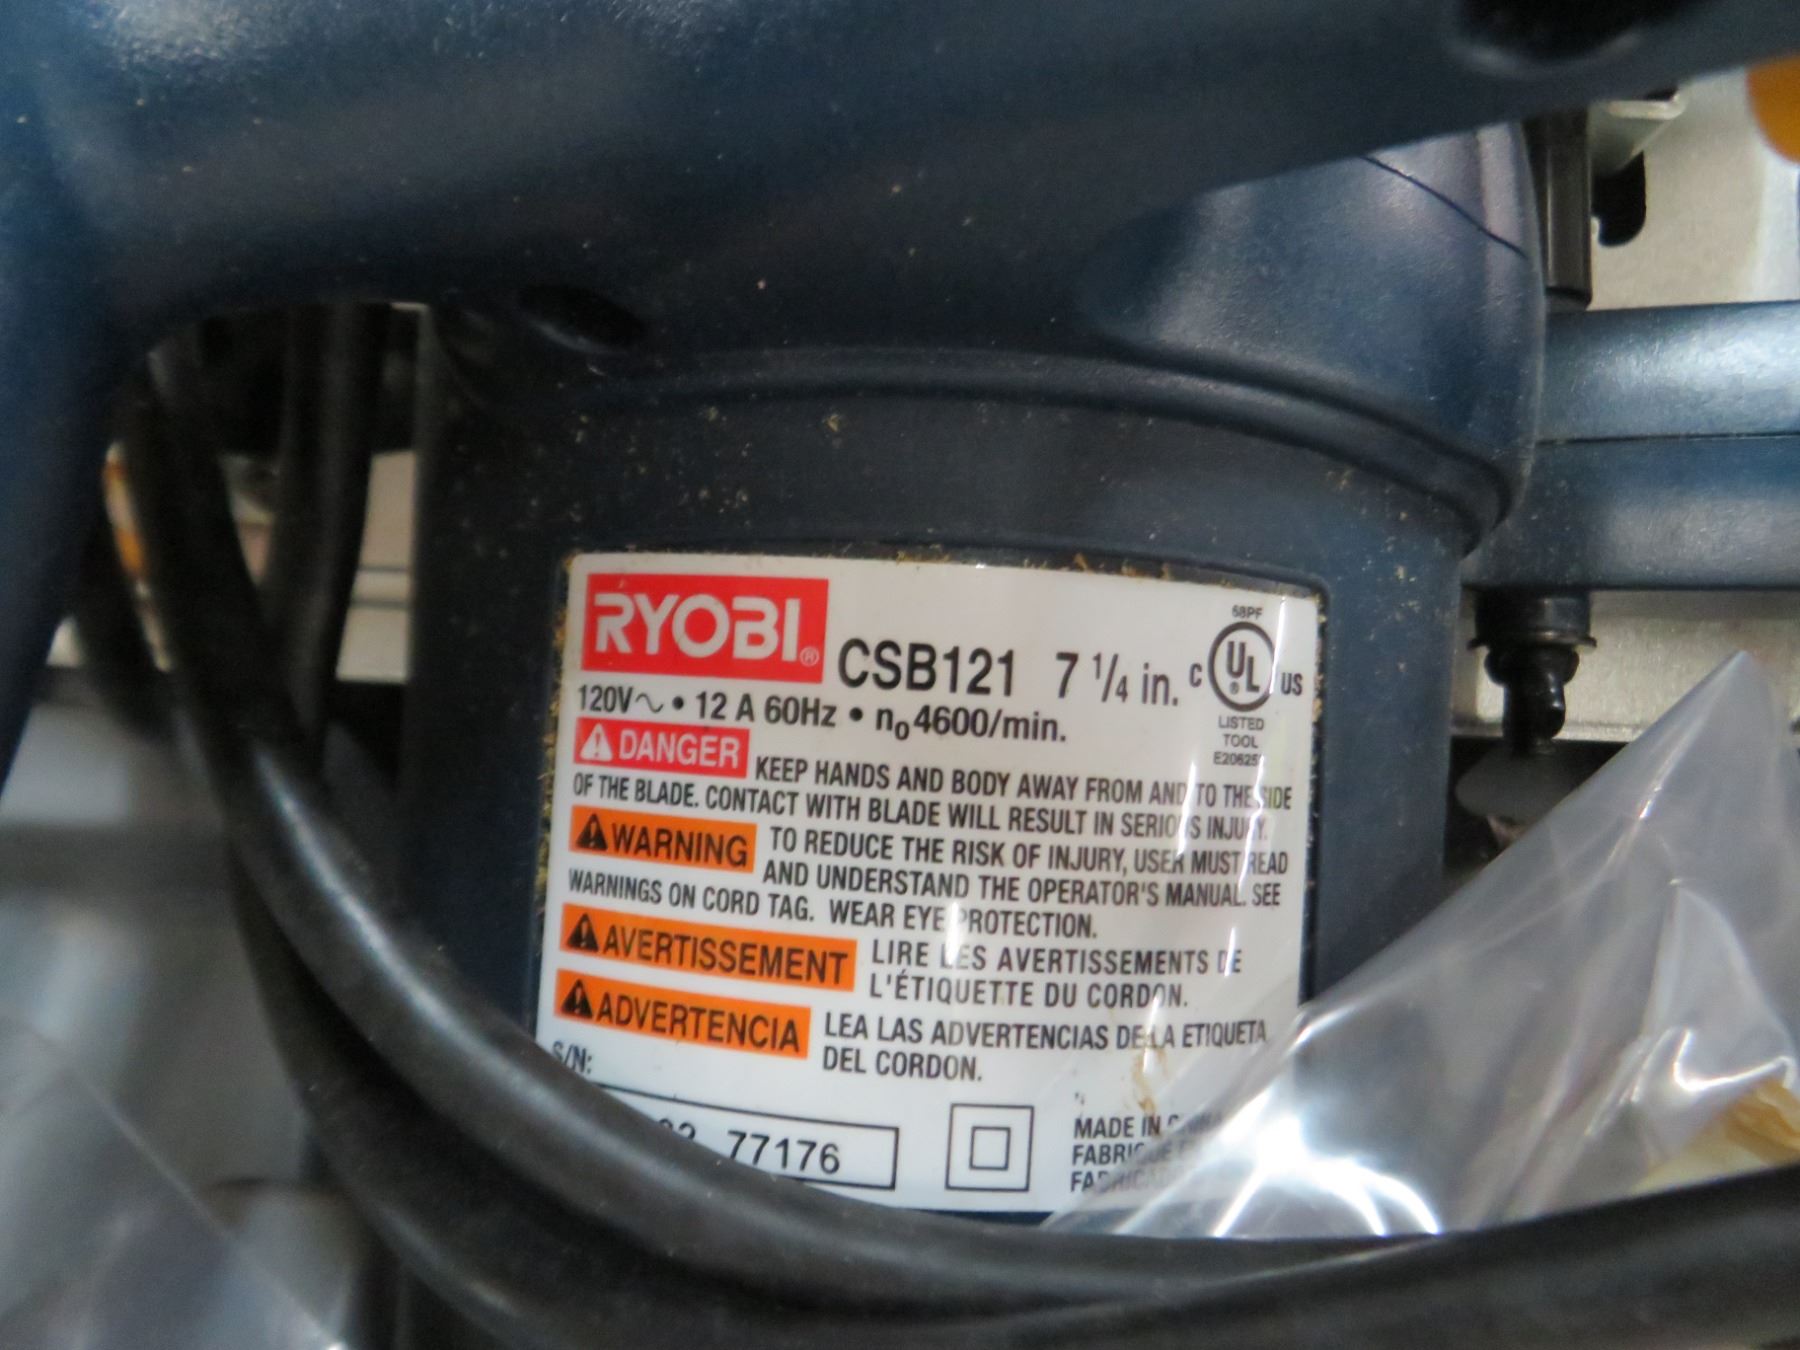 RYOBI® CSB121 7 1/4 in.
68PF
C UL® US
LISTED
TOOL
120V~ • 12 A 60Hz • n₀4600/min.
⚠DANGER KEEP HANDS AND BODY AWAY FROM AND TO THE SIDE
OF THE BLADE. CONTACT WITH BLADE WILL RESULT IN SERIOUS INJURY.
⚠WARNING TO REDUCE THE RISK OF INJURY, USER MUST READ
AND UNDERSTAND THE OPERATOR'S MANUAL. SEE
WARNINGS ON CORD TAG. WEAR EYE PROTECTION.
⚠AVERTISSEMENT LIRE LES AVERTISSEMENTS DE
L'ÉTIQUETTE DU CORDON.
⚠ADVERTENCIA LEA LAS ADVERTENCIAS DE LA ETIQUETA
DEL CORDON.
S/N:
77176
MADE IN CHINA